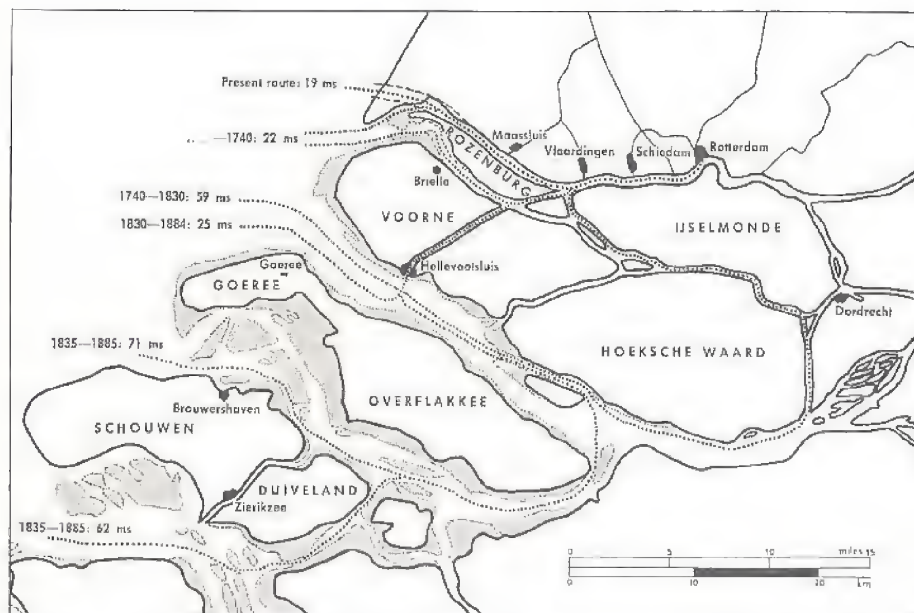 Present route: 19 ms
—1740: 22 ms
1740—1830: 59 ms
1830—1884: 25 ms
1835—1885: 71 ms
1835—1885: 62 ms
Maassluis
Vlaardingen
Schiedam
Rotterdam
ROZENBURG
Brielle
VOORNE
IJSELMONDE
Hellevoetsluis
Goeree
GOEREE
Dordrecht
HOEKSCHE WAARD
OVERFLAKKEE
Brouwershaven
SCHOUWEN
DUIVELAND
Zierikzee
0 5 10 miles 15
0 10 20 km